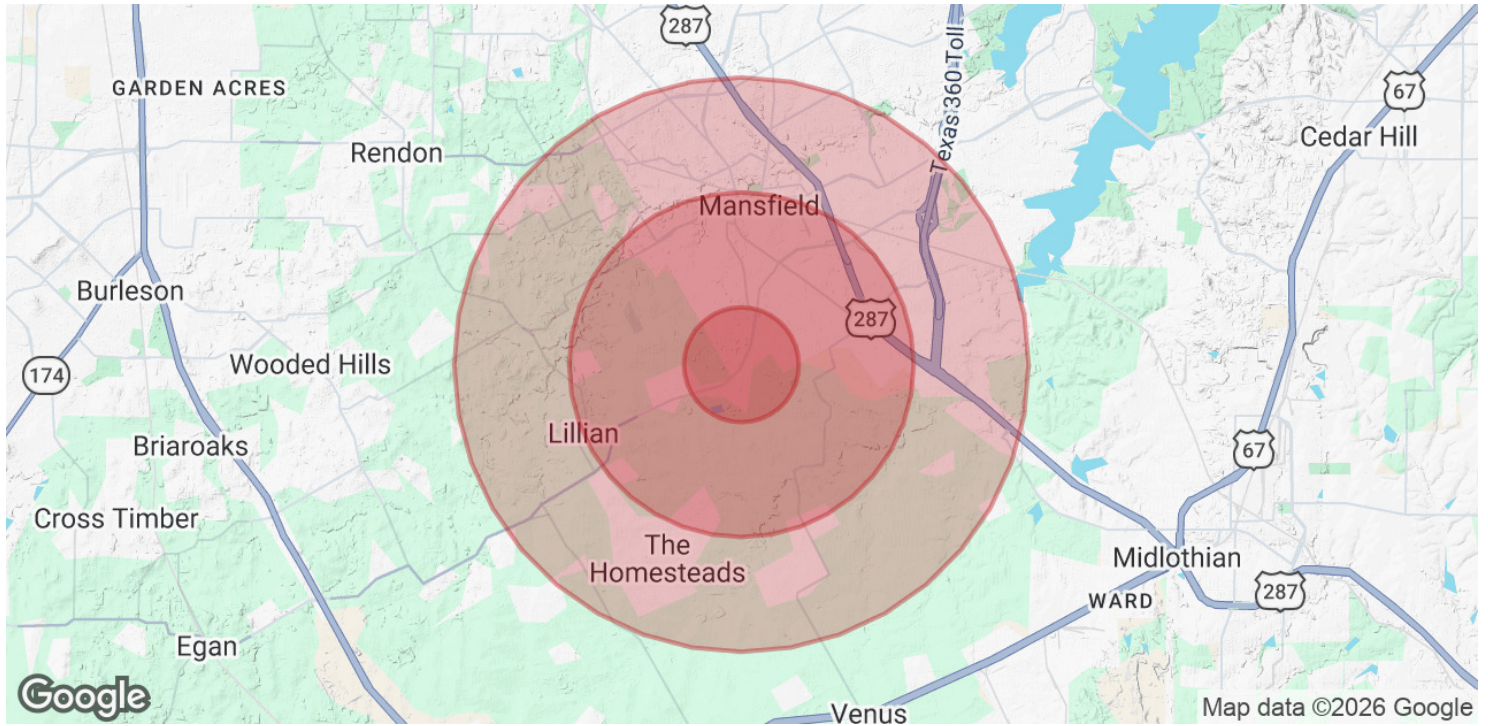 287
Texas 360 Toll
GARDEN ACRES
67
Cedar Hill
Rendon
Mansfield
Burleson
287
Wooded Hills
174
Lillian
Briaroaks
67
Cross Timber
The
Homesteads
Midlothian
WARD
287
Egan
Google
Map data ©2026 Google
Venus